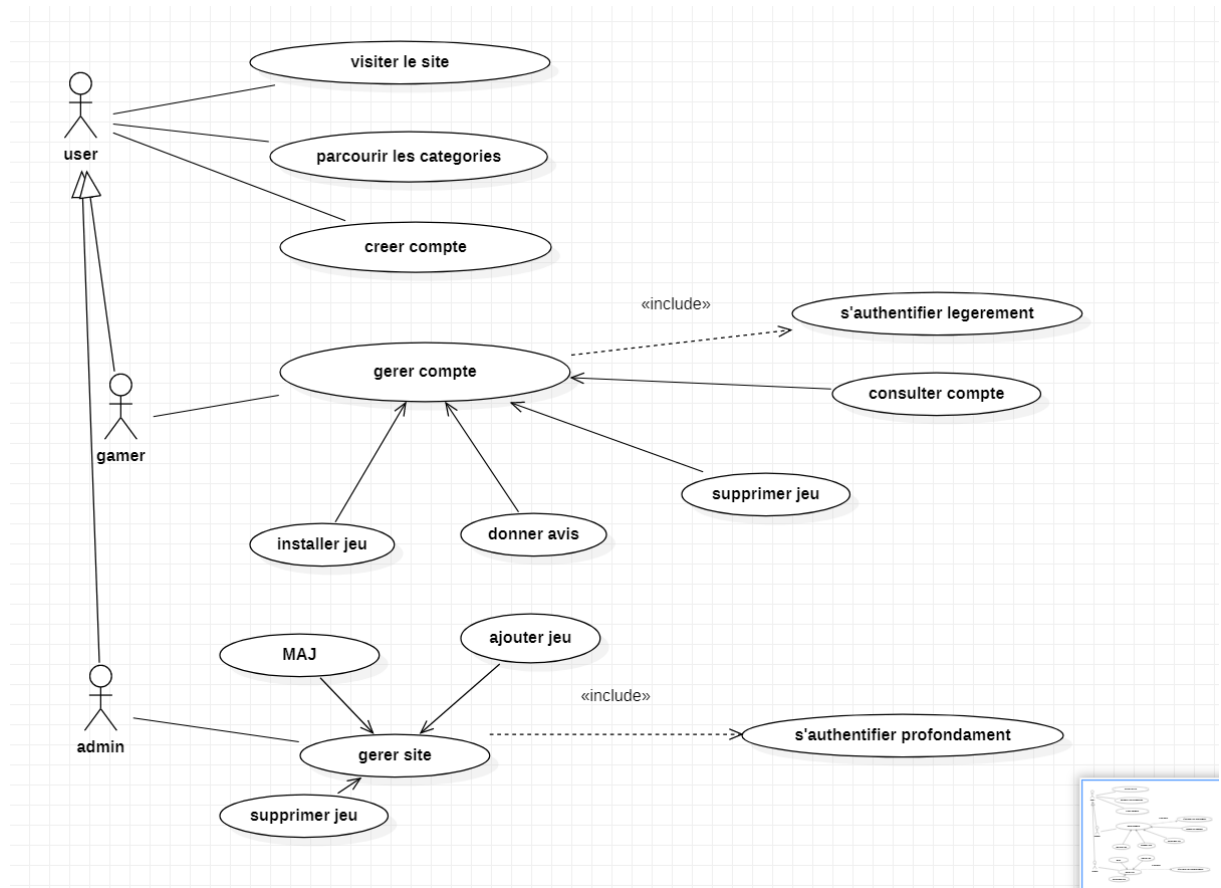 visiter le site
user
parcourir les categories
creer compte
«include»
s'authentifier legerement
gerer compte
consulter compte
gamer
supprimer jeu
donner avis
installer jeu
ajouter jeu
MAJ
«include»
admin
s'authentifier profondament
gerer site
supprimer jeu